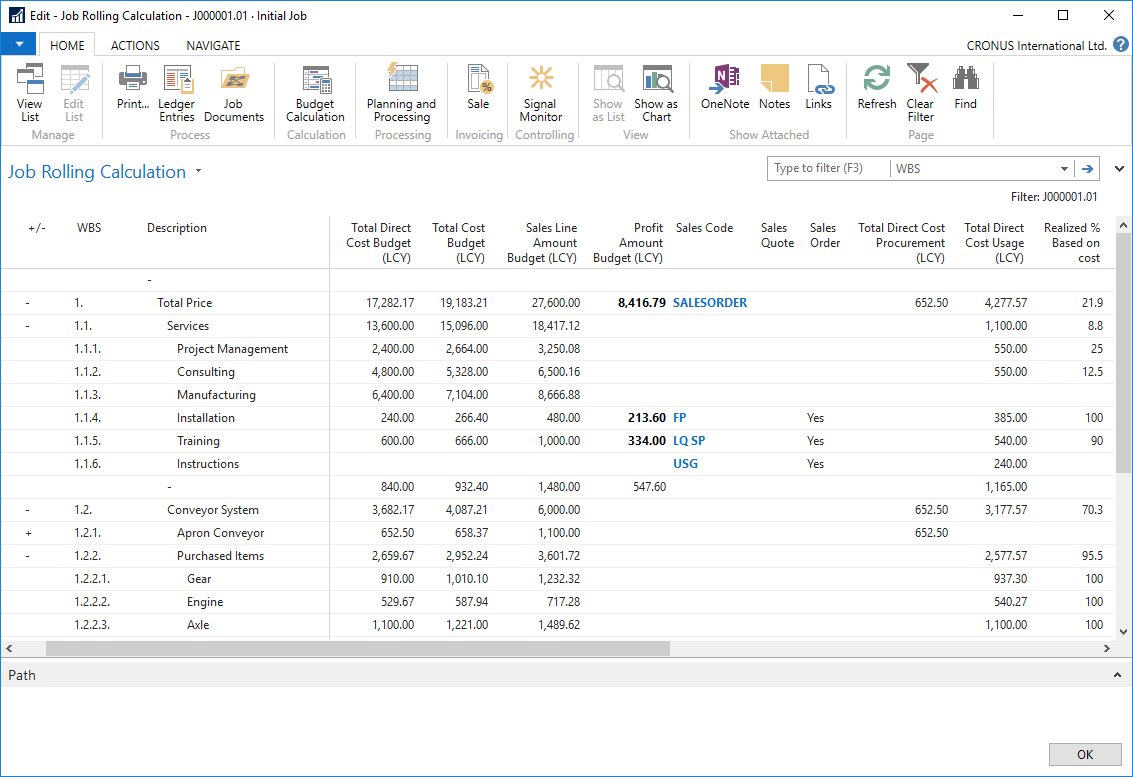 Edit - Job Rolling Calculation - J000001.01 · Initial Job
HOME ACTIONS NAVIGATE CRONUS International Ltd. ?
View List Edit List Print... Ledger Entries Job Documents Budget Calculation Planning and Processing Sale Signal Monitor Show as List Show as Chart OneNote Notes Links Refresh Clear Filter Find
Manage Process Calculation Processing Invoicing Controlling View Show Attached Page
Job Rolling Calculation Type to filter (F3) WBS
Filter: J000001.01
+/- WBS Description Total Direct Cost Budget (LCY) Total Cost Budget (LCY) Sales Line Amount Budget (LCY) Profit Amount Budget (LCY) Sales Code Sales Quote Sales Order Total Direct Cost Procurement (LCY) Total Direct Cost Usage (LCY) Realized % Based on cost
-
- 1. Total Price 17,282.17 19,183.21 27,600.00 8,416.79 SALESORDER 652.50 4,277.57 21.9
- 1.1. Services 13,600.00 15,096.00 18,417.12 1,100.00 8.8
1.1.1. Project Management 2,400.00 2,664.00 3,250.08 550.00 25
1.1.2. Consulting 4,800.00 5,328.00 6,500.16 550.00 12.5
1.1.3. Manufacturing 6,400.00 7,104.00 8,666.88
1.1.4. Installation 240.00 266.40 480.00 213.60 FP Yes 385.00 100
1.1.5. Training 600.00 666.00 1,000.00 334.00 LQ SP Yes 540.00 90
1.1.6. Instructions USG Yes 240.00
- 840.00 932.40 1,480.00 547.60 1,165.00
- 1.2. Conveyor System 3,682.17 4,087.21 6,000.00 652.50 3,177.57 70.3
+ 1.2.1. Apron Conveyor 652.50 658.37 1,100.00 652.50
- 1.2.2. Purchased Items 2,659.67 2,952.24 3,601.72 2,577.57 95.5
1.2.2.1. Gear 910.00 1,010.10 1,232.32 937.30 100
1.2.2.2. Engine 529.67 587.94 717.28 540.27 100
1.2.2.3. Axle 1,100.00 1,221.00 1,489.62 1,100.00 100
Path
OK